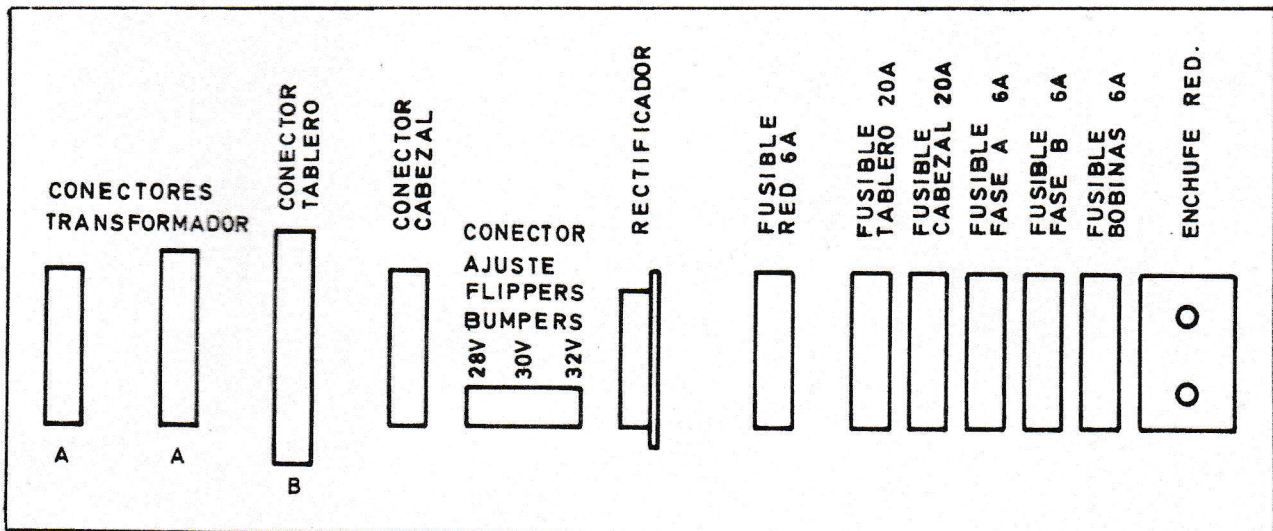 CONECTORES
TRANSFORMADOR
A
A
CONECTOR
TABLERO
B
CONECTOR
CABEZAL
CONECTOR
AJUSTE
FLIPPERS
BUMPERS
28V
30V
32V
RECTIFICADOR
FUSIBLE
RED 6A
FUSIBLE
TABLERO 20A
FUSIBLE
CABEZAL 20A
FUSIBLE
FASE A 6A
FUSIBLE
FASE B 6A
FUSIBLE
BOBINAS 6A
ENCHUFE RED.